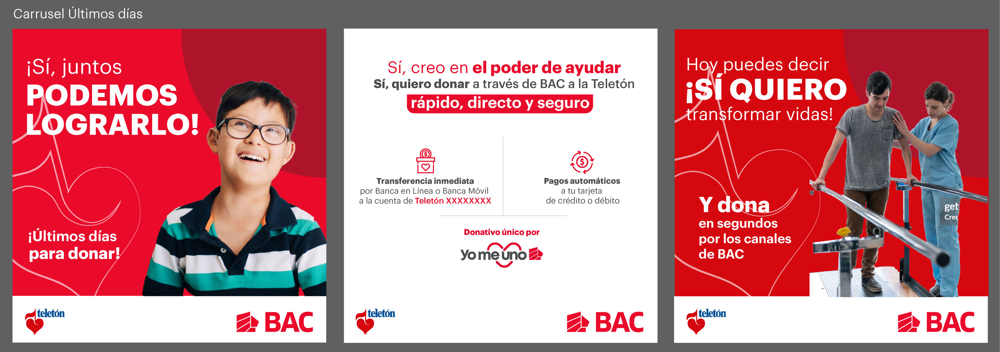 Carrusel Últimos días
¡Sí, juntos
PODEMOS
LOGRARLO!
¡Últimos días
para donar!
teletón
BAC
Sí, creo en el poder de ayudar
Sí, quiero donar a través de BAC a la Teletón
rápido, directo y seguro
Transferencia inmediata
por Banca en Línea o Banca Móvil
a la cuenta de Teletón XXXXXXXX
Pagos automáticos
a tu tarjeta
de crédito o débito
Donativo único por
Yo me uno
teletón
BAC
Hoy puedes decir
¡SÍ QUIERO
transformar vidas!
Y dona
en segundos
por los canales
de BAC
get
Cred
teletón
BAC